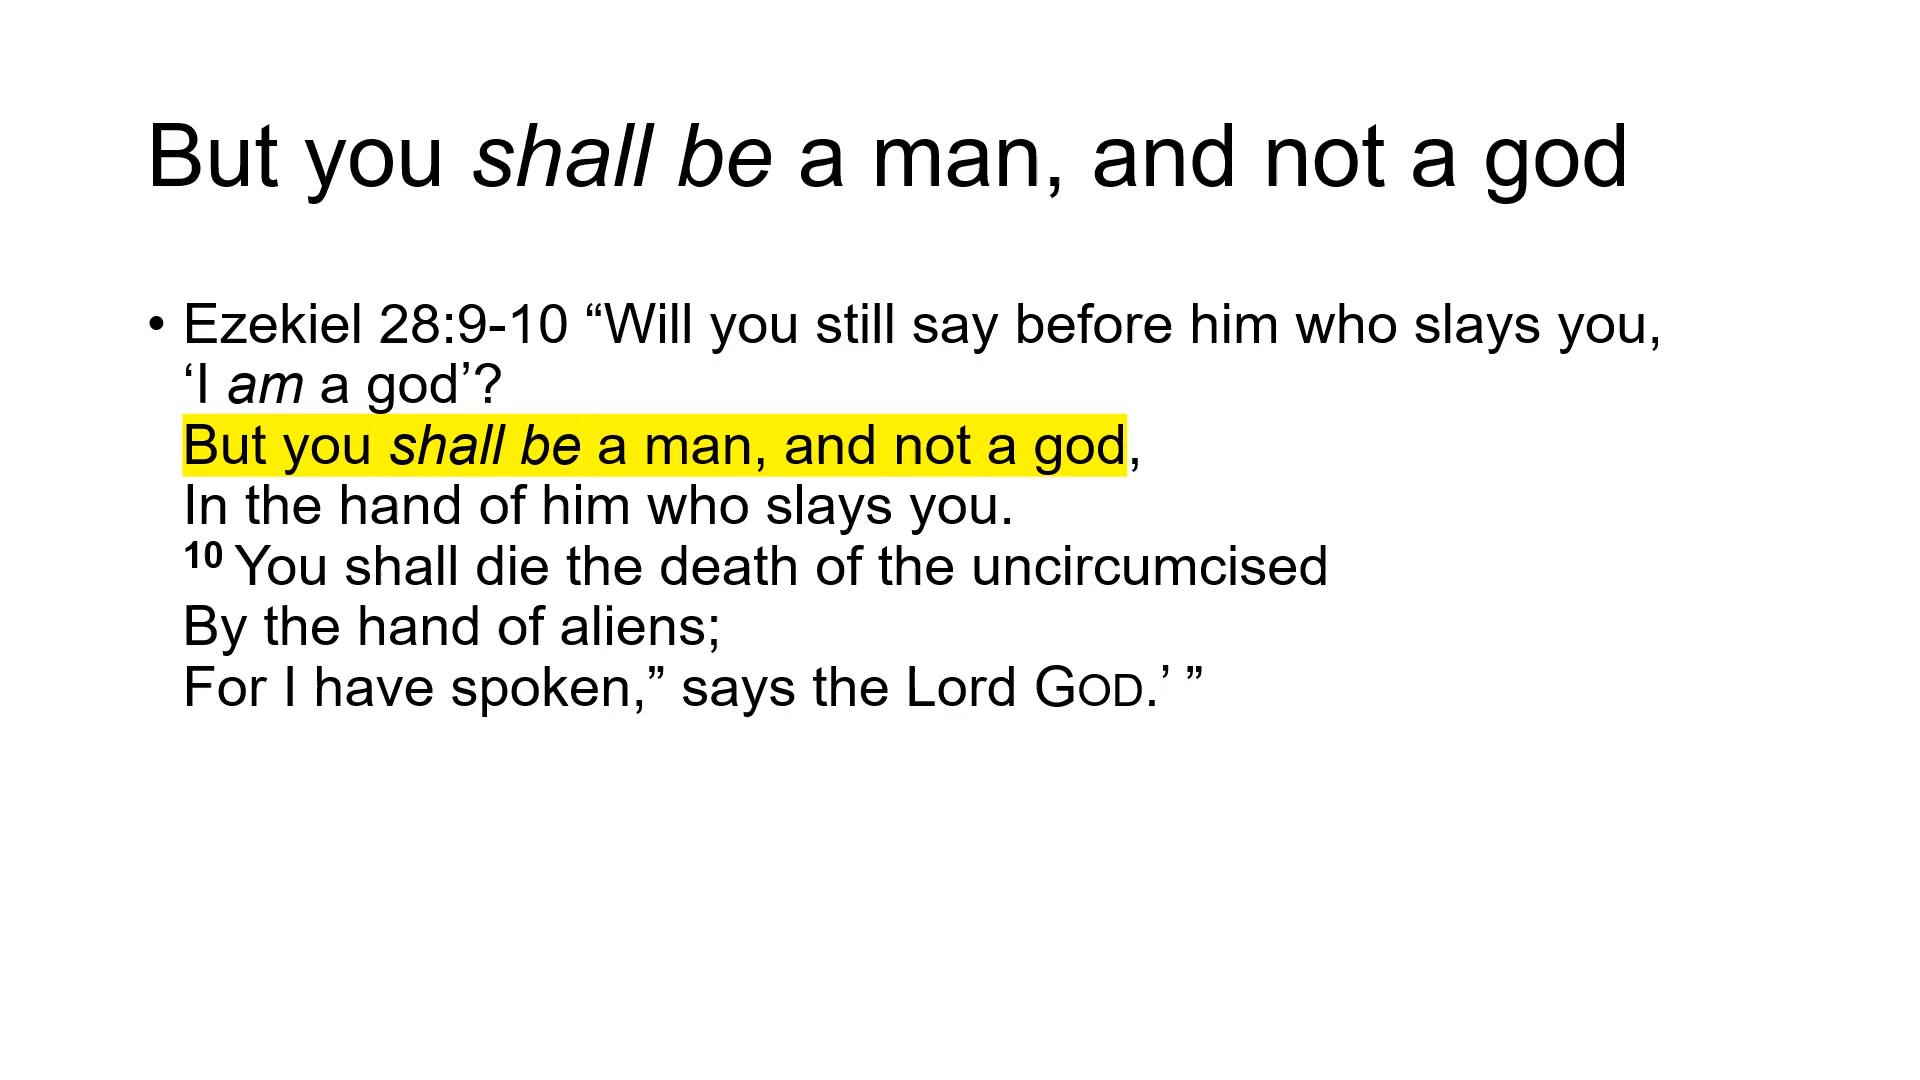 But you shall be a man, and not a god
• Ezekiel 28:9-10 “Will you still say before him who slays you,
‘I am a god’?
But you shall be a man, and not a god,
In the hand of him who slays you.
10 You shall die the death of the uncircumcised
By the hand of aliens;
For I have spoken,” says the Lord GOD.’ ”